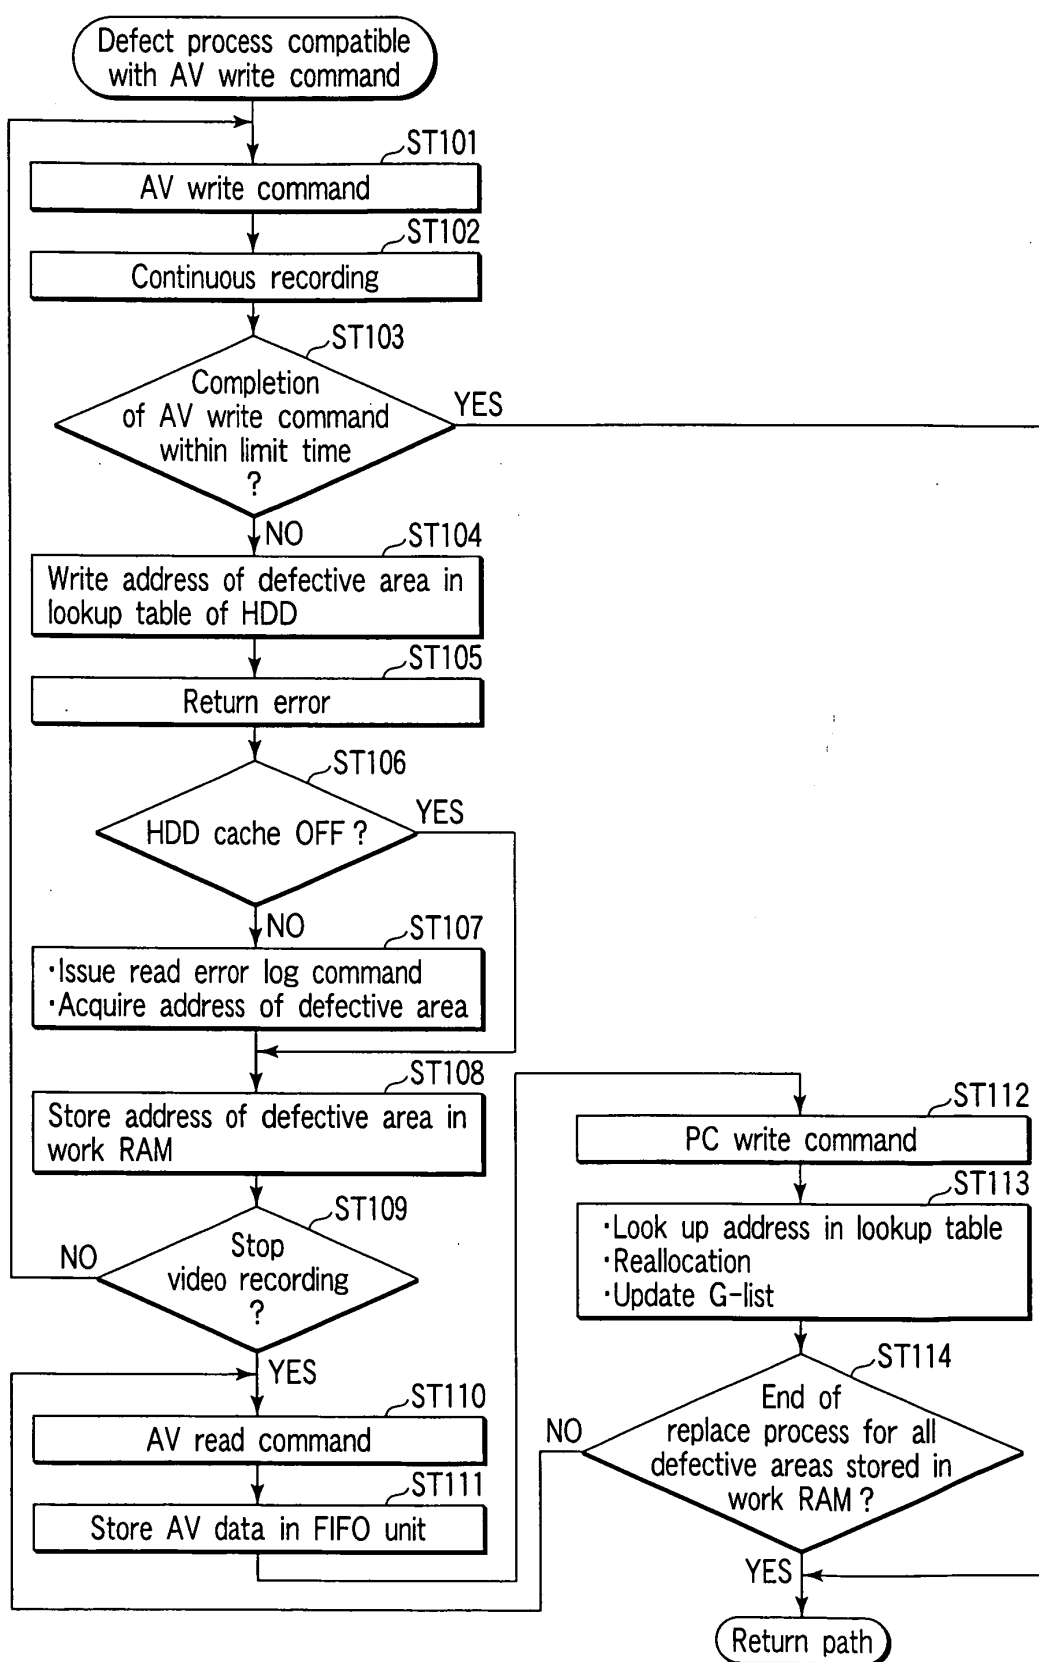 Defect process compatible
with AV write command
ST101
AV write command
ST102
Continuous recording
ST103
Completion
of AV write command
within limit time
?
YES
NO
ST104
Write address of defective area in
lookup table of HDD
ST105
Return error
ST106
HDD cache OFF ?
YES
NO
ST107
·Issue read error log command
·Acquire address of defective area
ST108
Store address of defective area in
work RAM
ST109
Stop
video recording
?
NO
YES
ST110
AV read command
ST111
Store AV data in FIFO unit
ST112
PC write command
ST113
·Look up address in lookup table
·Reallocation
·Update G-list
ST114
End of
replace process for all
defective areas stored in
work RAM ?
NO
YES
Return path